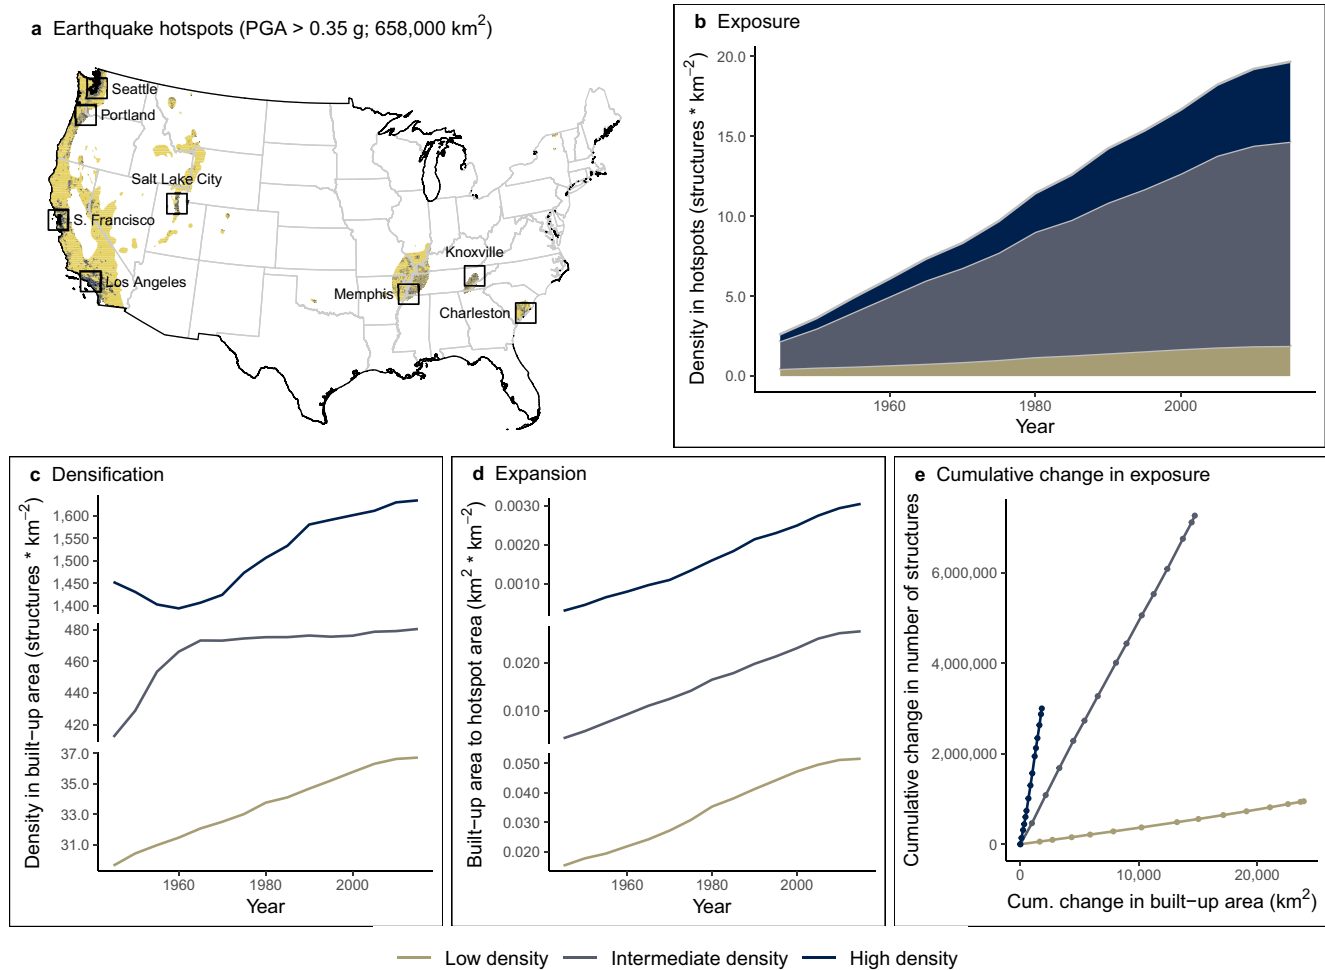 a Earthquake hotspots (PGA > 0.35 g; 658,000 km²)
Seattle
Portland
Salt Lake City
S. Francisco
Los Angeles
Knoxville
Memphis
Charleston
b Exposure
Density in hotspots (structures * km⁻²)
20.0
15.0
10.0
5.0
0.0
1960 1980 2000
Year
c Densification
Density in built−up area (structures * km⁻²)
1,600
1,550
1,500
1,450
1,400
480
460
440
420
37.0
35.0
33.0
31.0
1960 1980 2000
Year
d Expansion
Built−up area to hotspot area (km² * km⁻²)
0.0030
0.0020
0.0010
0.020
0.010
0.050
0.040
0.030
0.020
1960 1980 2000
Year
e Cumulative change in exposure
Cumulative change in number of structures
6,000,000
4,000,000
2,000,000
0
0 10,000 20,000
Cum. change in built−up area (km²)
Low density Intermediate density High density